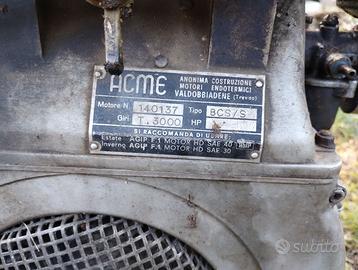 ACME
ANONIMA COSTRUZIONE
MOTORI ENDOTERMICI
VALDOBBIADENE (Treviso)
Motore N 140137 Tipo BCS/S
Giri T.3000 HP
SI RACCOMANDA DI USARE:
Estate AGIP F.1 MOTOR HD SAE 40
Inverno AGIP F.1 MOTOR HD SAE 30
subito